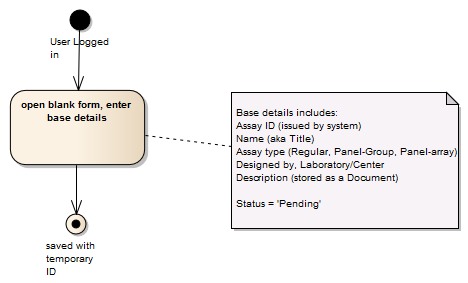 User Logged
in
open blank form, enter
base details
Base details includes:
Assay ID (issued by system)
Name (aka Title)
Assay type (Regular, Panel-Group, Panel-array)
Designed by, Laboratory/Center
Description (stored as a Document)
Status = 'Pending'
saved with
temporary
ID